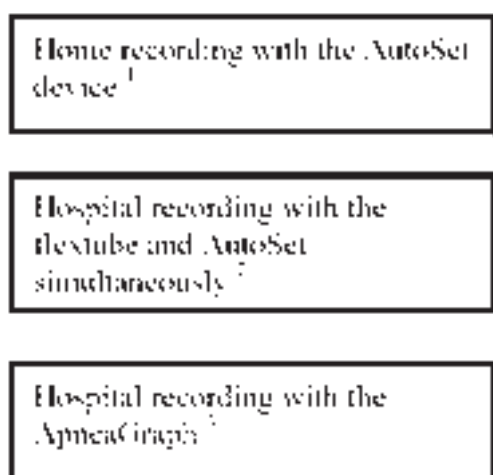 Home recording with the AutoSet
device 1
Hospital recording with the
flextube and AutoSet
simultaneously 2
Hospital recording with the
ApneaGraph